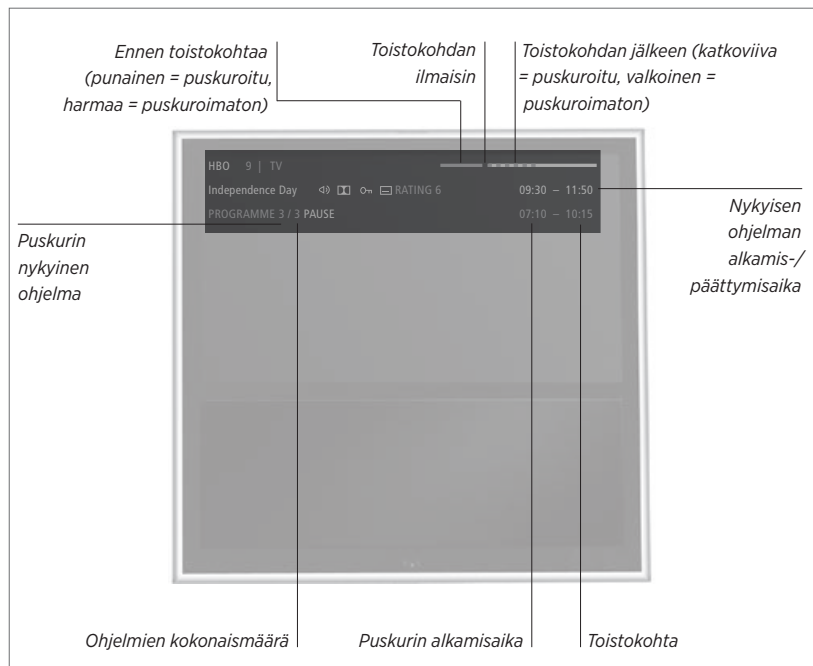 Ennen toistokohtaa
(punainen = puskuroitu,
harmaa = puskuroimaton)
Toistokohdan
ilmaisin
Toistokohdan jälkeen (katkoviiva
= puskuroitu, valkoinen =
puskuroimaton)
HBO 9 | TV
Independence Day RATING 6 09:30 – 11:50
PROGRAMME 3 / 3 PAUSE 07:10 – 10:15
Puskurin
nykyinen
ohjelma
Nykyisen
ohjelman
alkamis-/
päättymisaika
Ohjelmien kokonaismäärä
Puskurin alkamisaika
Toistokohta